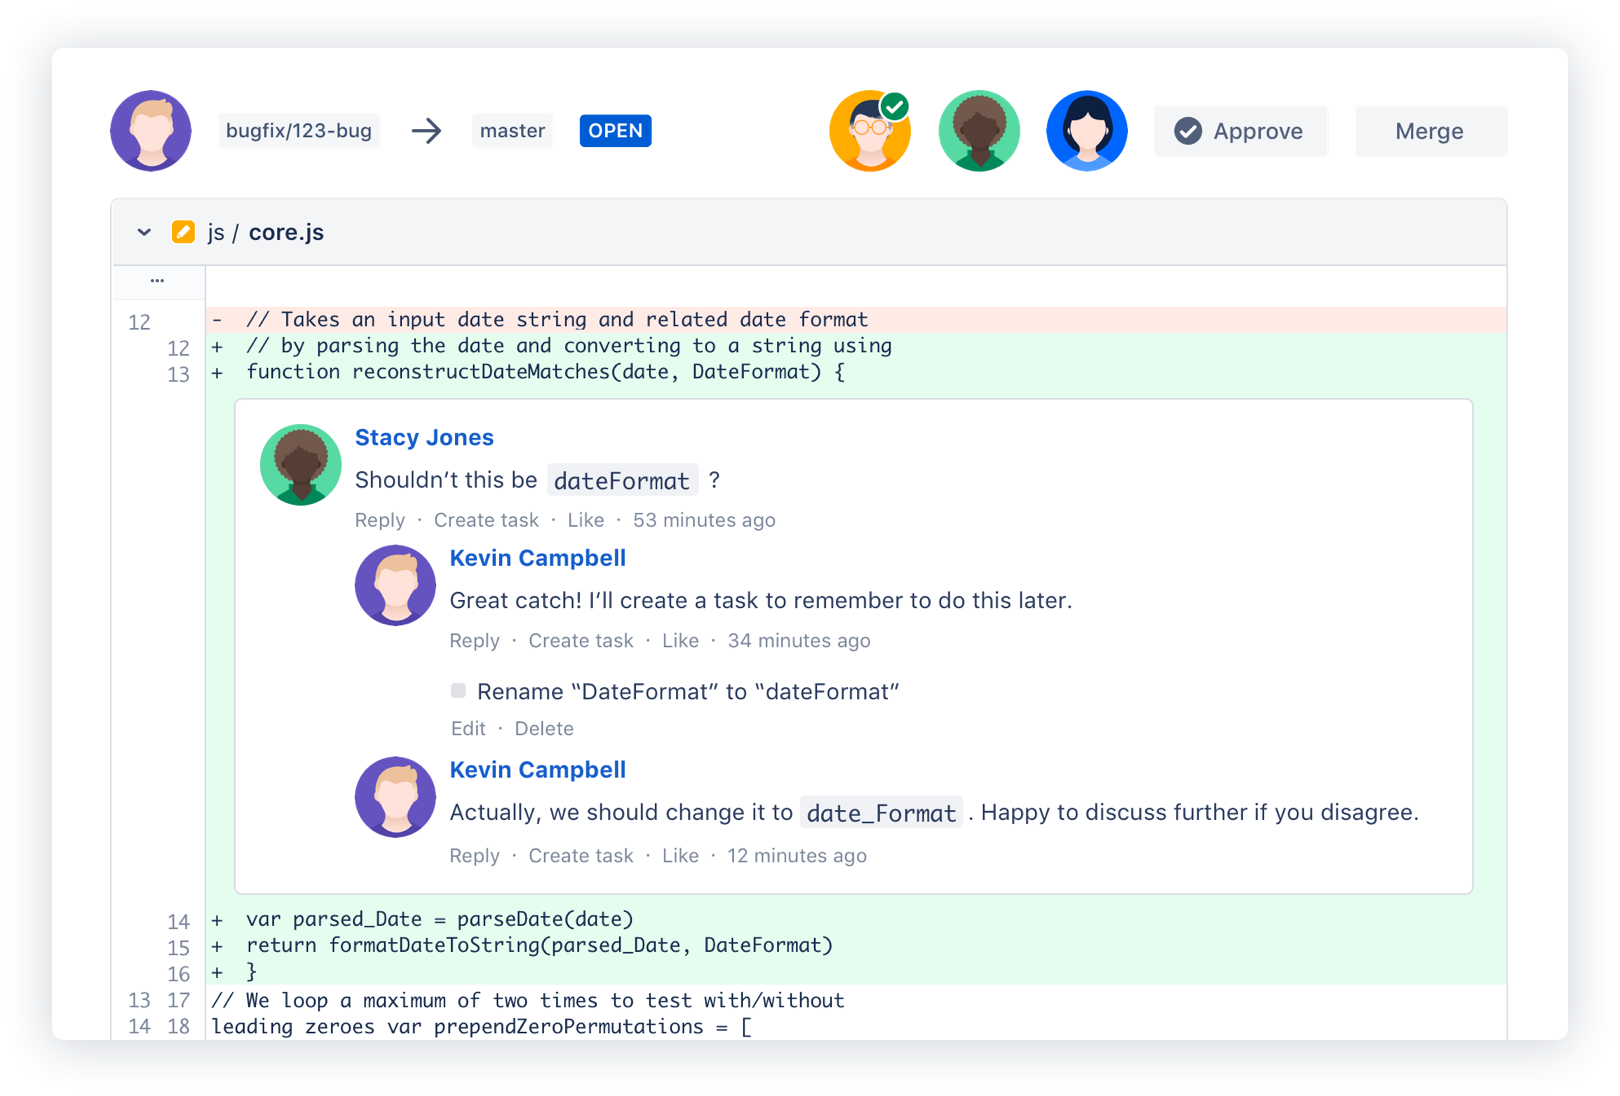 bugfix/123-bug → master OPEN Approve Merge
js / core.js
...
12 - // Takes an input date string and related date format
12 + // by parsing the date and converting to a string using
13 + function reconstructDateMatches(date, DateFormat) {
Stacy Jones
Shouldn’t this be dateFormat ?
Reply · Create task · Like · 53 minutes ago
Kevin Campbell
Great catch! I’ll create a task to remember to do this later.
Reply · Create task · Like · 34 minutes ago
Rename “DateFormat” to “dateFormat”
Edit · Delete
Kevin Campbell
Actually, we should change it to date_Format . Happy to discuss further if you disagree.
Reply · Create task · Like · 12 minutes ago
14 + var parsed_Date = parseDate(date)
15 + return formatDateToString(parsed_Date, DateFormat)
16 + }
13 17 // We loop a maximum of two times to test with/without
14 18 leading zeroes var prependZeroPermutations = [